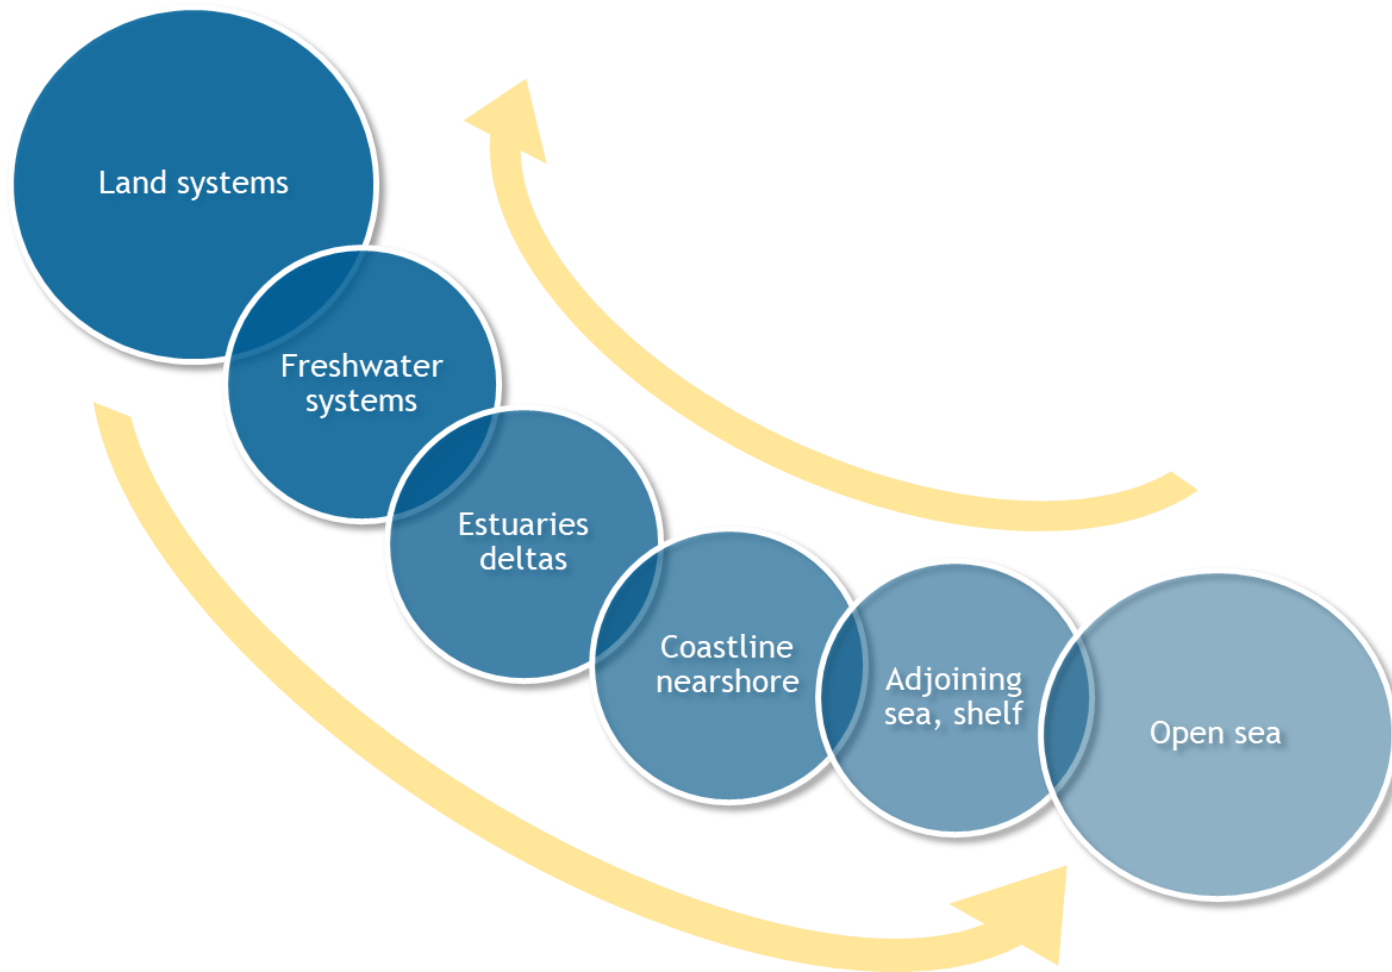 Land systems
Freshwater
systems
Estuaries
deltas
Coastline
nearshore
Adjoining
sea, shelf
Open sea